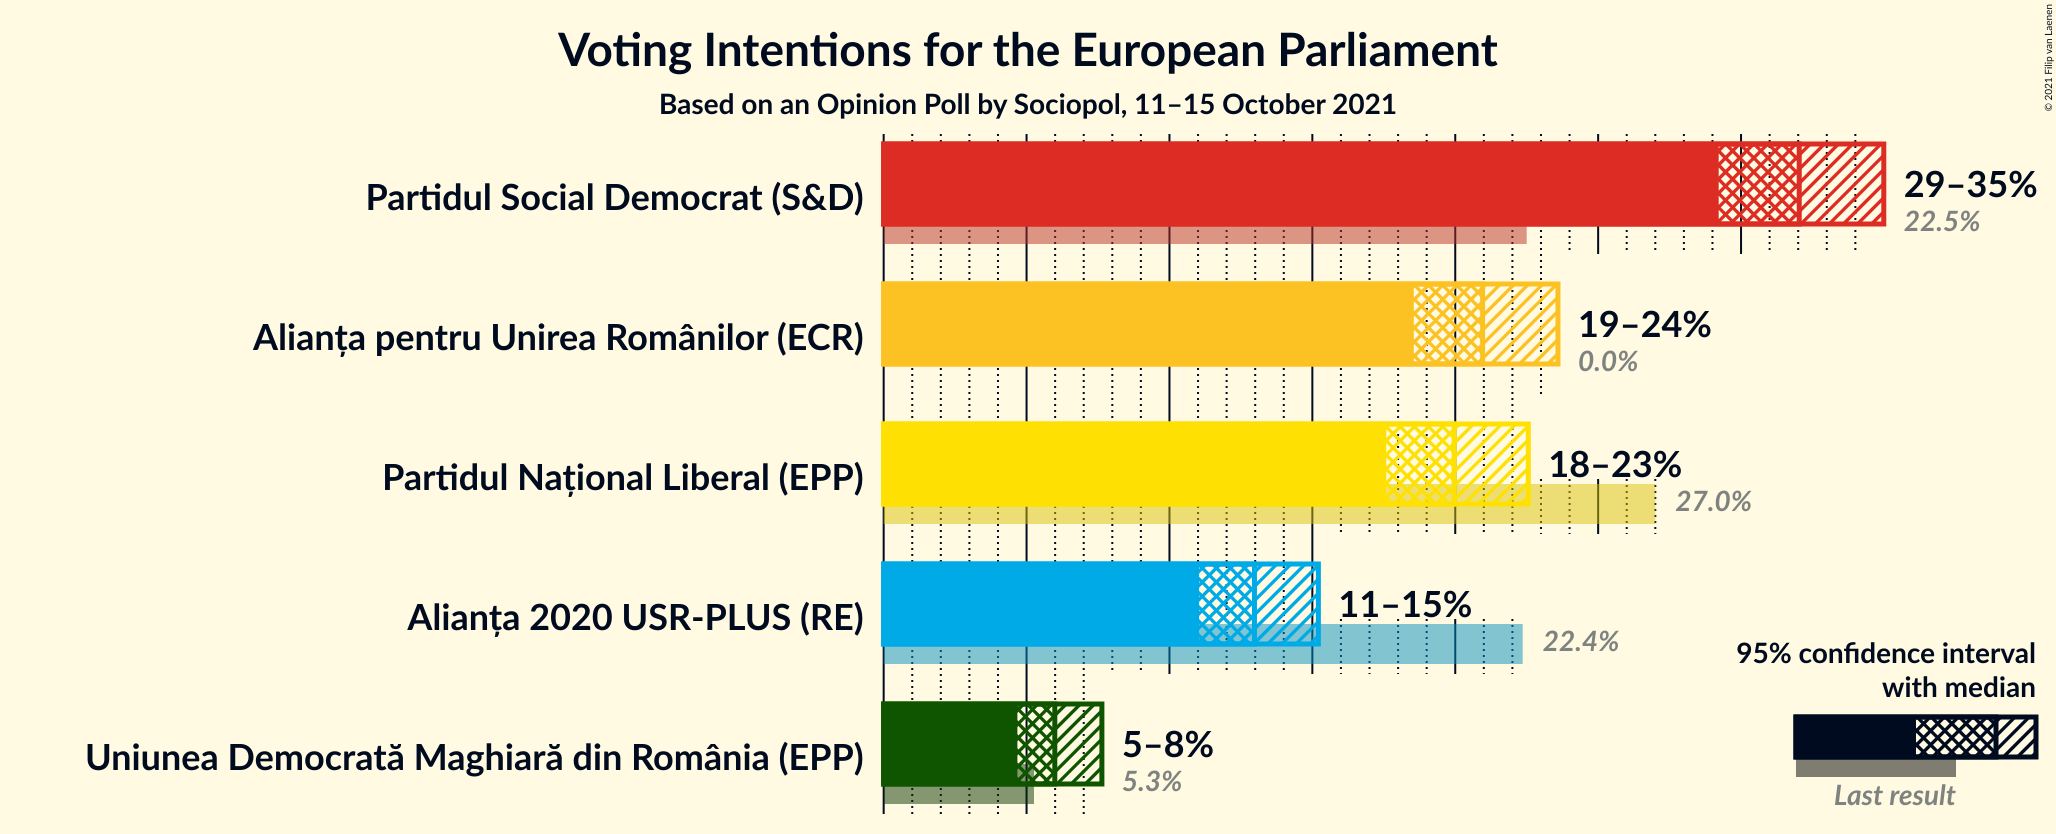 Voting Intentions for the European Parliament
Based on an Opinion Poll by Sociopol, 11–15 October 2021
© 2021 Filip van Laenen
Partidul Social Democrat (S&D)
29–35%
22.5%
Alianța pentru Unirea Românilor (ECR)
19–24%
0.0%
Partidul Național Liberal (EPP)
18–23%
27.0%
Alianța 2020 USR-PLUS (RE)
11–15%
22.4%
Uniunea Democrată Maghiară din România (EPP)
5–8%
5.3%
95% confidence interval
with median
Last result